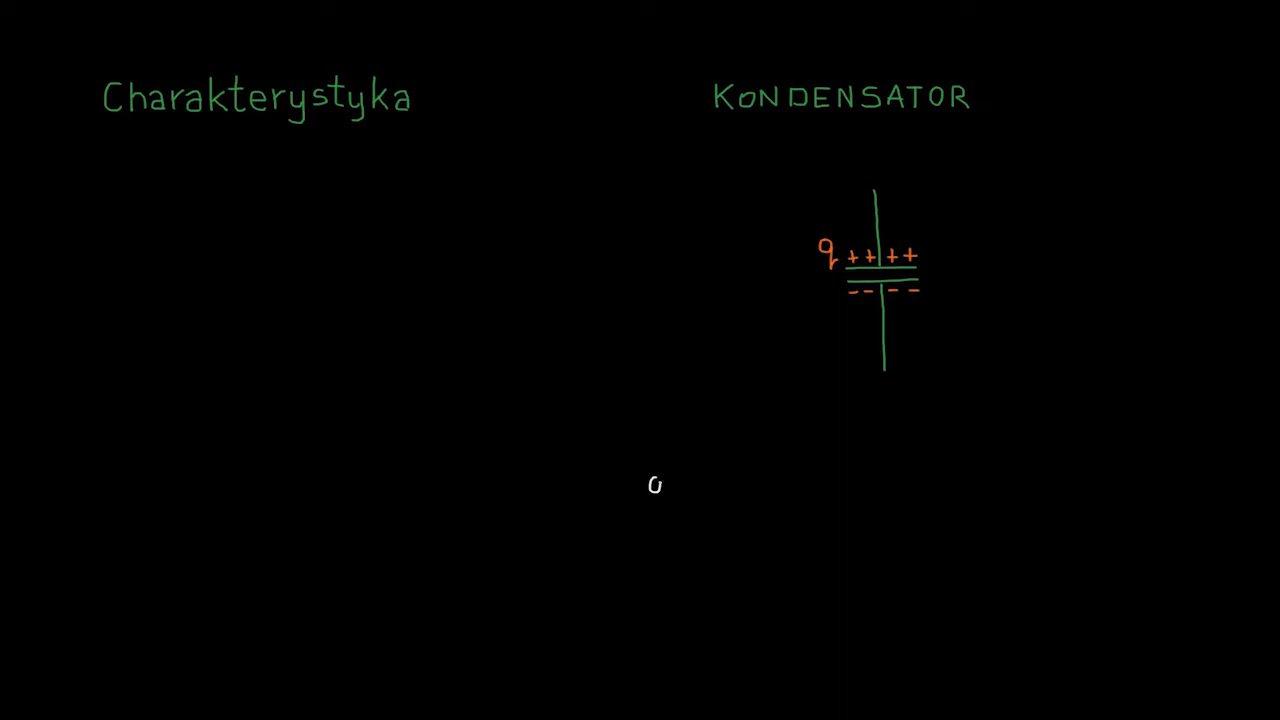 Charakterystyka
KONDENSATOR
q ++ ++
-- --